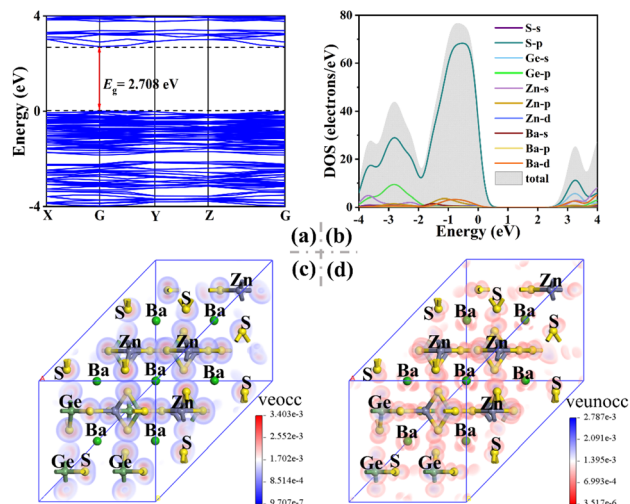 4
0
-4
Energy (eV)
Eg= 2.708 eV
X G Y Z G
80
60
40
20
0
DOS (electrons/eV)
S-s
S-p
Ge-s
Ge-p
Zn-s
Zn-p
Zn-d
Ba-s
Ba-p
Ba-d
total
-4 -3 -2 -1 0 1 2 3 4
Energy (eV)
(a) (b)
(c) (d)
Zn
S
Ba Ba
S
Zn Zn
S
Ba Ba Ba
S
Ge Zn
Ba Ba
Ge S Ge S
veocc
3.403e-3
2.552e-3
1.702e-3
8.514e-4
9.707e-7
Zn
S
Ba Ba
S
Zn Zn
S
Ba Ba Ba
S
Ge Zn
Ba Ba
Ge S Ge S
veunocc
2.787e-3
2.091e-3
1.395e-3
6.993e-4
3.517e-6